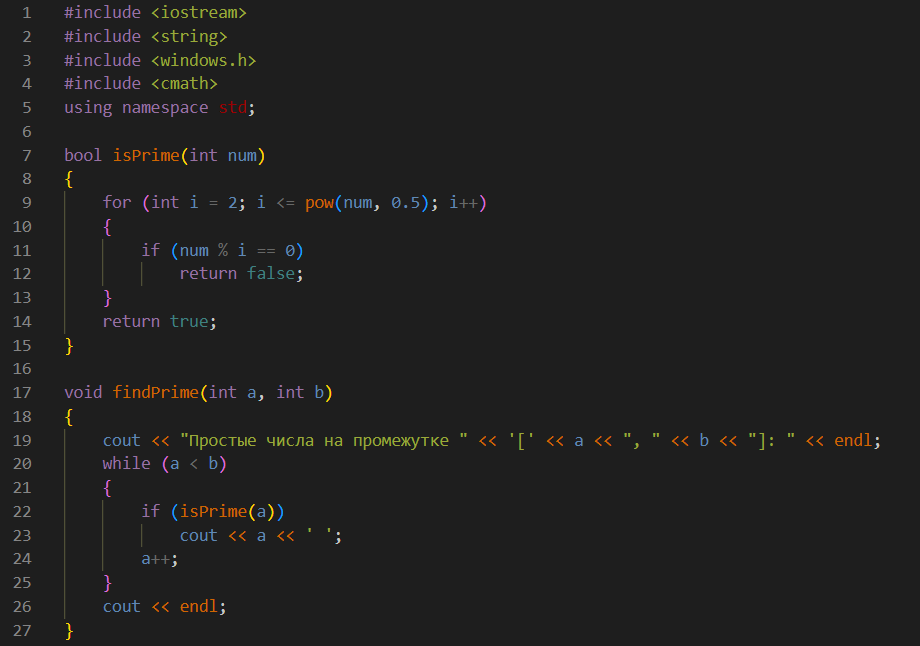 1 #include <iostream>
2 #include <string>
3 #include <windows.h>
4 #include <cmath>
5 using namespace std;
6
7 bool isPrime(int num)
8 {
9 for (int i = 2; i <= pow(num, 0.5); i++)
10 {
11 if (num % i == 0)
12 return false;
13 }
14 return true;
15 }
16
17 void findPrime(int a, int b)
18 {
19 cout << "Простые числа на промежутке " << '[' << a << ", " << b << "]: " << endl;
20 while (a < b)
21 {
22 if (isPrime(a))
23 cout << a << ' ';
24 a++;
25 }
26 cout << endl;
27 }